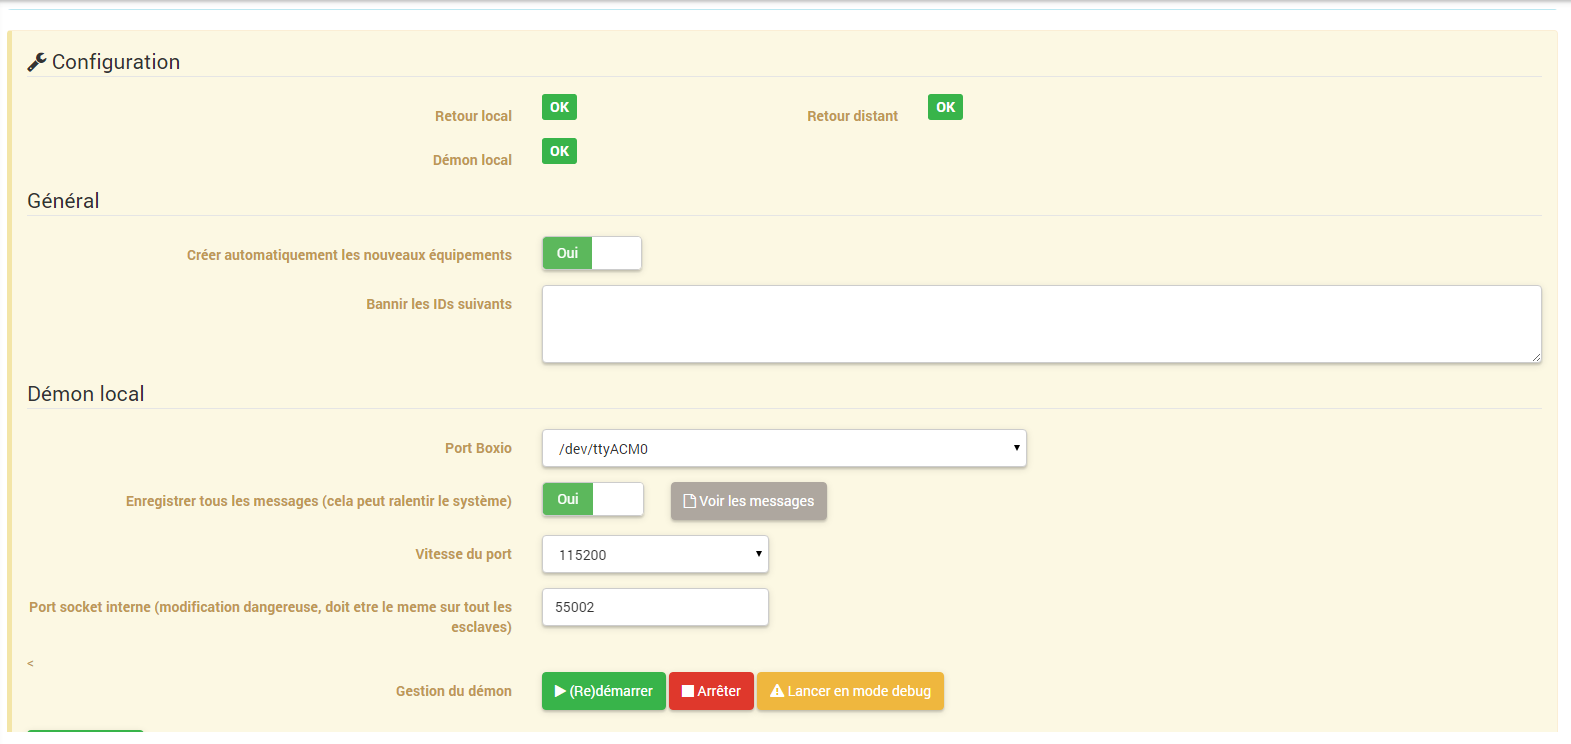 Configuration
Retour local OK Retour distant OK
Démon local OK
Général
Créer automatiquement les nouveaux équipements Oui
Bannir les IDs suivants
Démon local
Port Boxio /dev/ttyACM0
Enregistrer tous les messages (cela peut ralentir le système) Oui Voir les messages
Vitesse du port 115200
Port socket interne (modification dangereuse, doit etre le meme sur tout les
esclaves) 55002
<
Gestion du démon (Re)démarrer Arrêter Lancer en mode debug